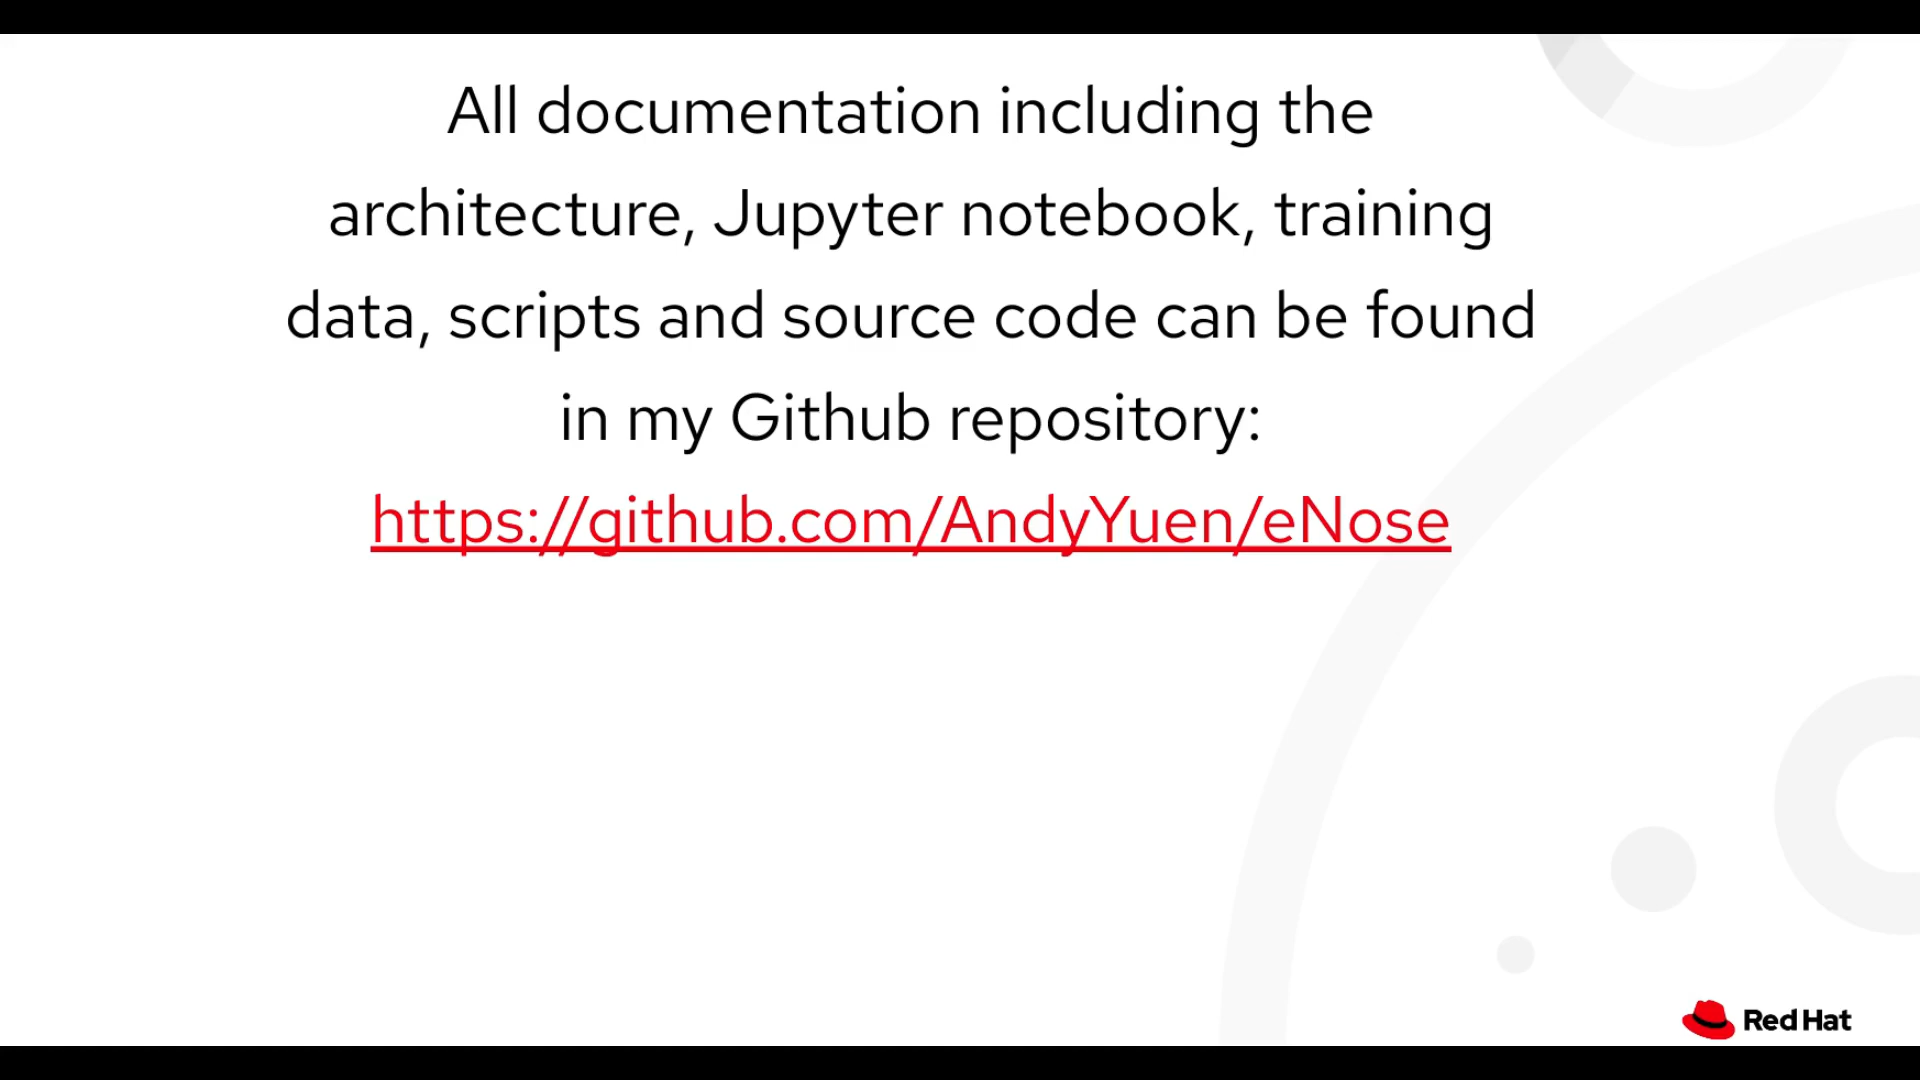 All documentation including the
architecture, Jupyter notebook, training
data, scripts and source code can be found
in my Github repository:
https://github.com/AndyYuen/eNose
Red Hat